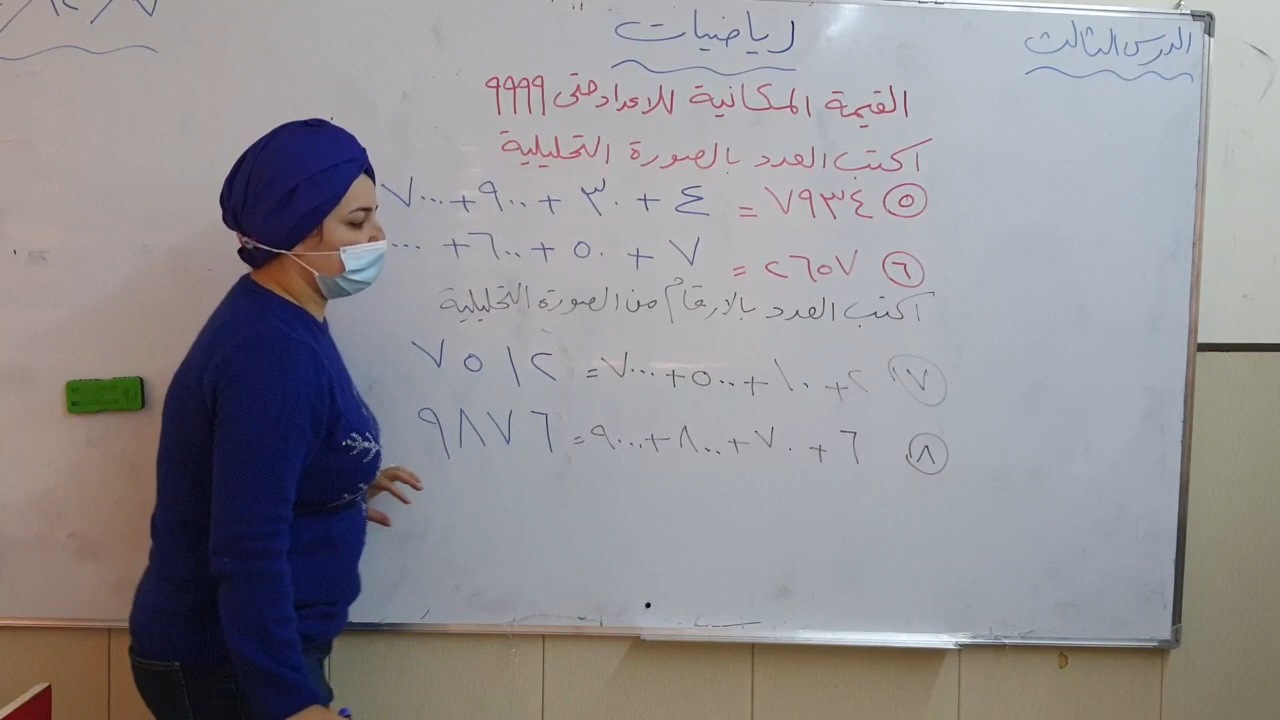 الدرس الثالث
رياضيات
القيمة المكانية للاعداد حتى ٩٩٩٩
اكتب العدد بالصورة التحليلية
٥ ٧٩٣٤ = ٤ + ٣٠ + ٩٠٠ + ٧٠٠٠
٦ ٢٦٥٧ = ٧ + ٥٠ + ٦٠٠ + ٠٠٠
اكتب العدد بالارقام من الصورة التحليلية
٧ ٢ + ١٠ + ٥٠٠ + ٧٠٠٠ = ٧٥١٢
٨ ٦ + ٧٠ + ٨٠٠ + ٩٠٠٠ = ٩٨٧٦